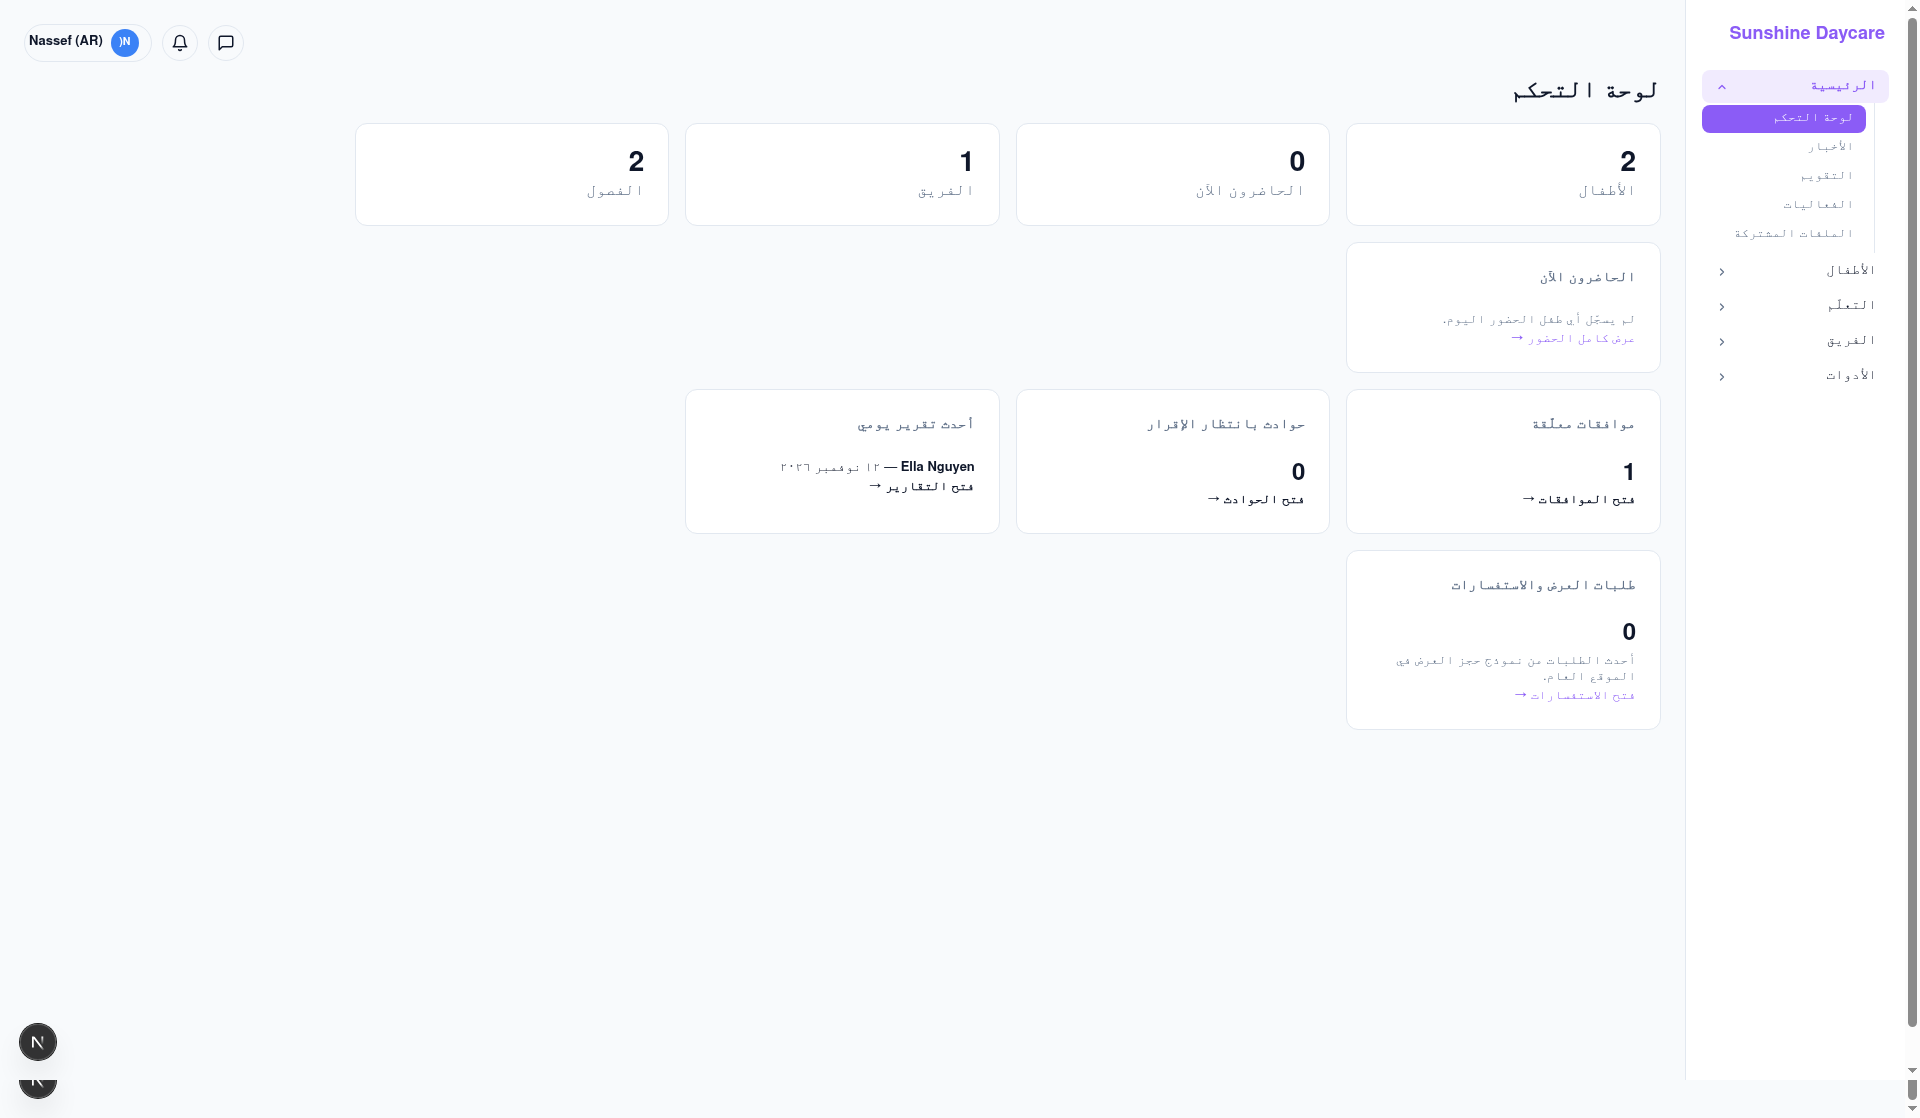 Sunshine Daycare
الرئيسية
لوحة التحكم
الأخبار
التقويم
الفعاليات
الملفات المشتركة
الأطفال
التعلّم
الفريق
الأدوات
Nassef (AR)
N(
لوحة التحكم
2
الأطفال
0
الحاضرون الآن
1
الفريق
2
الفصول
الحاضرون الآن
لم يسجّل أي طفل الحضور اليوم.
عرض كامل الحضور →
موافقات معلّقة
1
فتح الموافقات →
حوادث بانتظار الإقرار
0
فتح الحوادث →
أحدث تقرير يومي
Ella Nguyen — ١٢ نوفمبر ٢٠٢٦
فتح التقارير →
طلبات العرض والاستفسارات
0
أحدث الطلبات من نموذج حجز العرض في
الموقع العام.
فتح الاستفسارات →
N